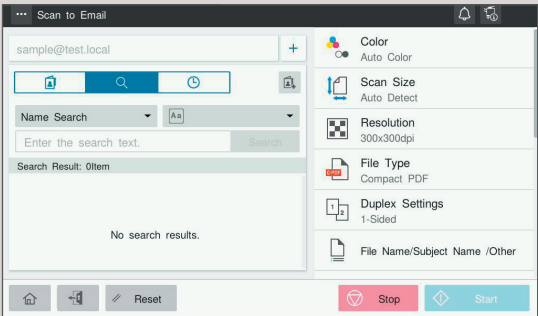 Scan to Email
sample@test.local
+
Name Search
Aa
Enter the search text.
Search
Search Result: 0Item
No search results.
Color
Auto Color
Scan Size
Auto Detect
Resolution
300x300dpi
File Type
C-PDF
Compact PDF
Duplex Settings
1 2
1-Sided
File Name/Subject Name /Other
Reset
Stop
Start